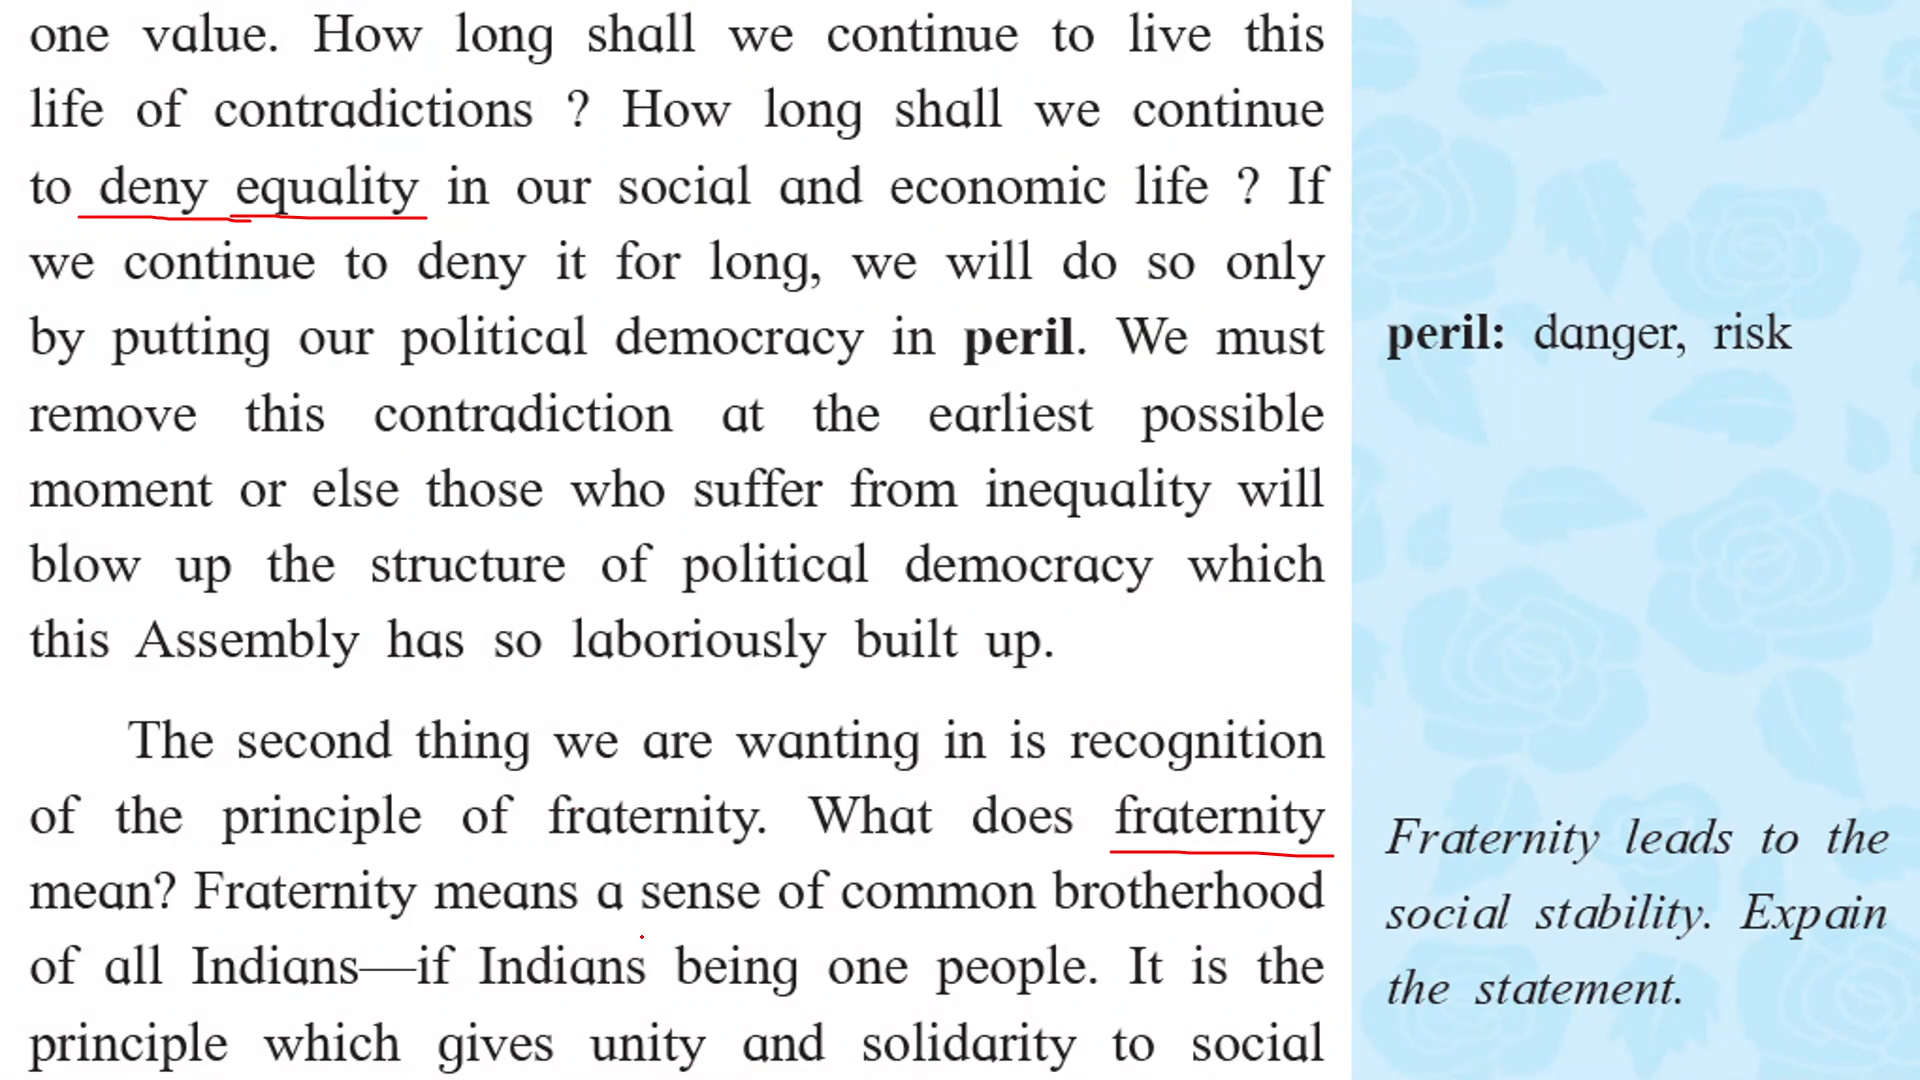 one value. How long shall we continue to live this
life of contradictions ? How long shall we continue
to deny equality in our social and economic life ? If
we continue to deny it for long, we will do so only
by putting our political democracy in peril. We must
remove this contradiction at the earliest possible
moment or else those who suffer from inequality will
blow up the structure of political democracy which
this Assembly has so laboriously built up.
The second thing we are wanting in is recognition
of the principle of fraternity. What does fraternity
mean? Fraternity means a sense of common brotherhood
of all Indians—if Indians being one people. It is the
principle which gives unity and solidarity to social
peril: danger, risk
Fraternity leads to the
social stability. Expain
the statement.